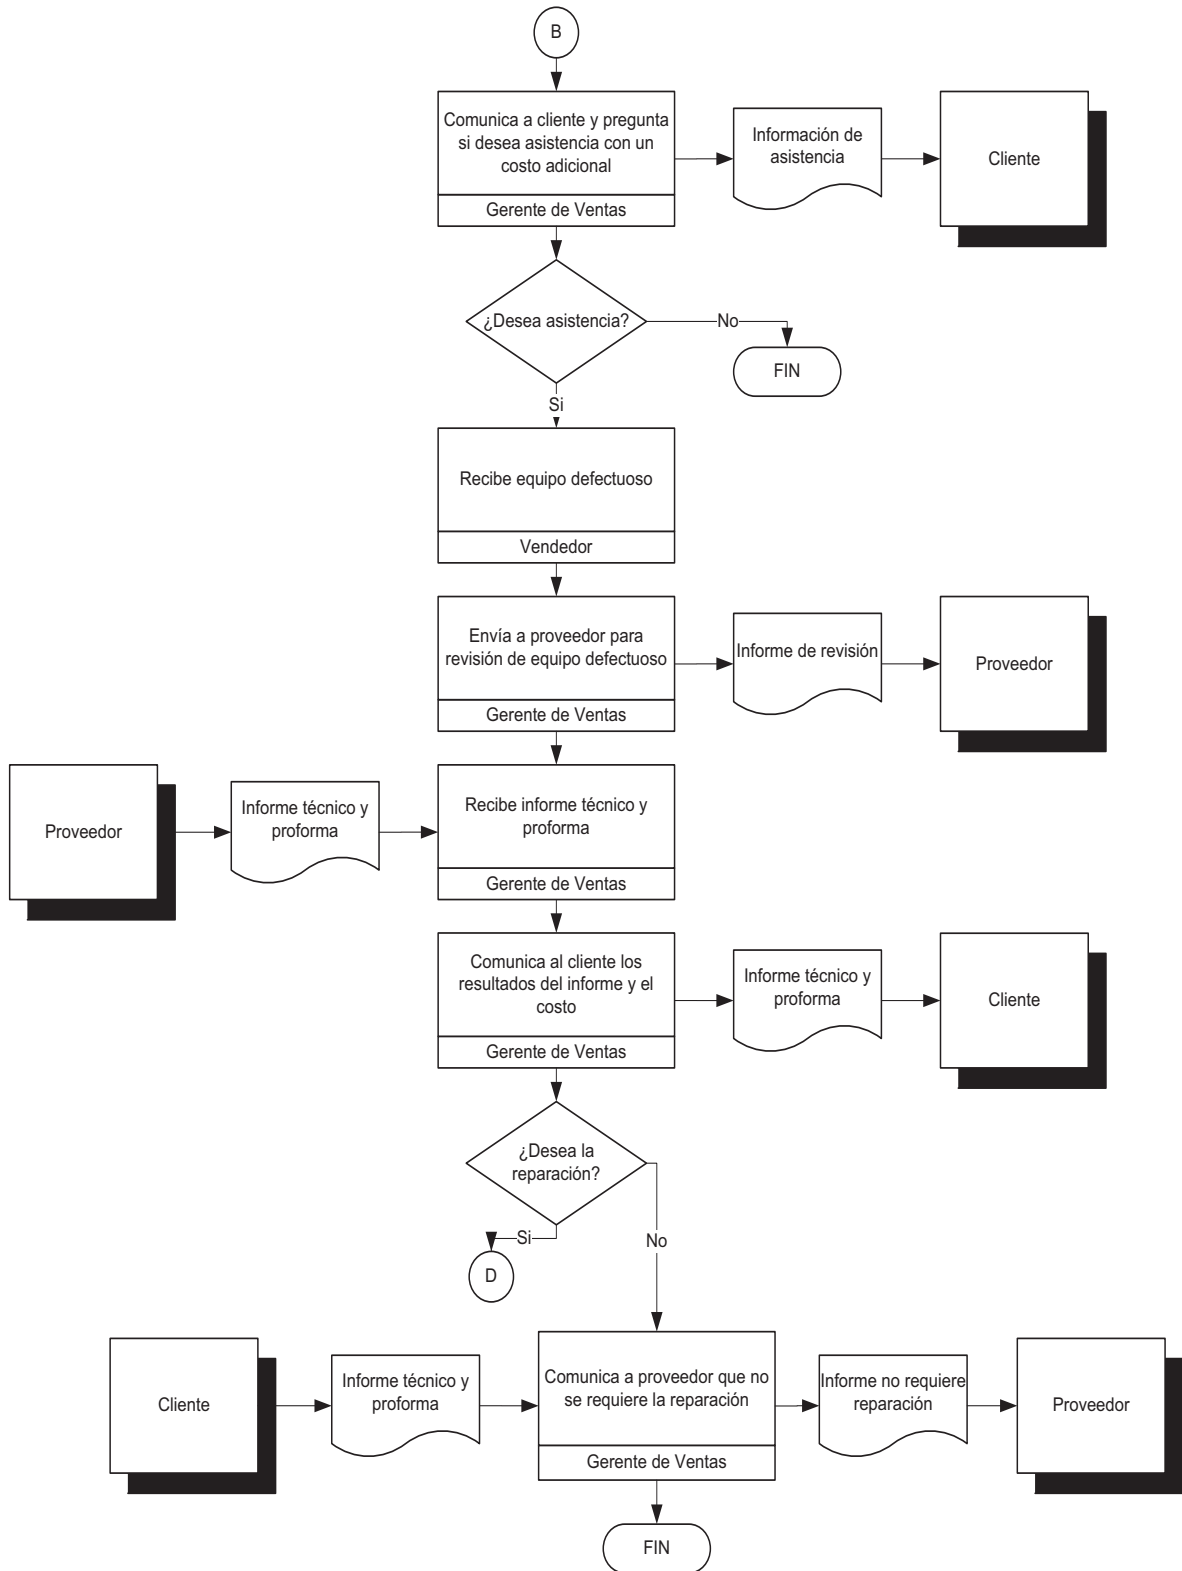 B
Comunica a cliente y pregunta
si desea asistencia con un
costo adicional
Gerente de Ventas
Información de
asistencia
Cliente
¿Desea asistencia?
No
FIN
Si
Recibe equipo defectuoso
Vendedor
Envía a proveedor para
revisión de equipo defectuoso
Gerente de Ventas
Informe de revisión
Proveedor
Proveedor
Informe técnico y
proforma
Recibe informe técnico y
proforma
Gerente de Ventas
Comunica al cliente los
resultados del informe y el
costo
Gerente de Ventas
Informe técnico y
proforma
Cliente
¿Desea la
reparación?
Si
No
D
Cliente
Informe técnico y
proforma
Comunica a proveedor que no
se requiere la reparación
Gerente de Ventas
Informe no requiere
reparación
Proveedor
FIN